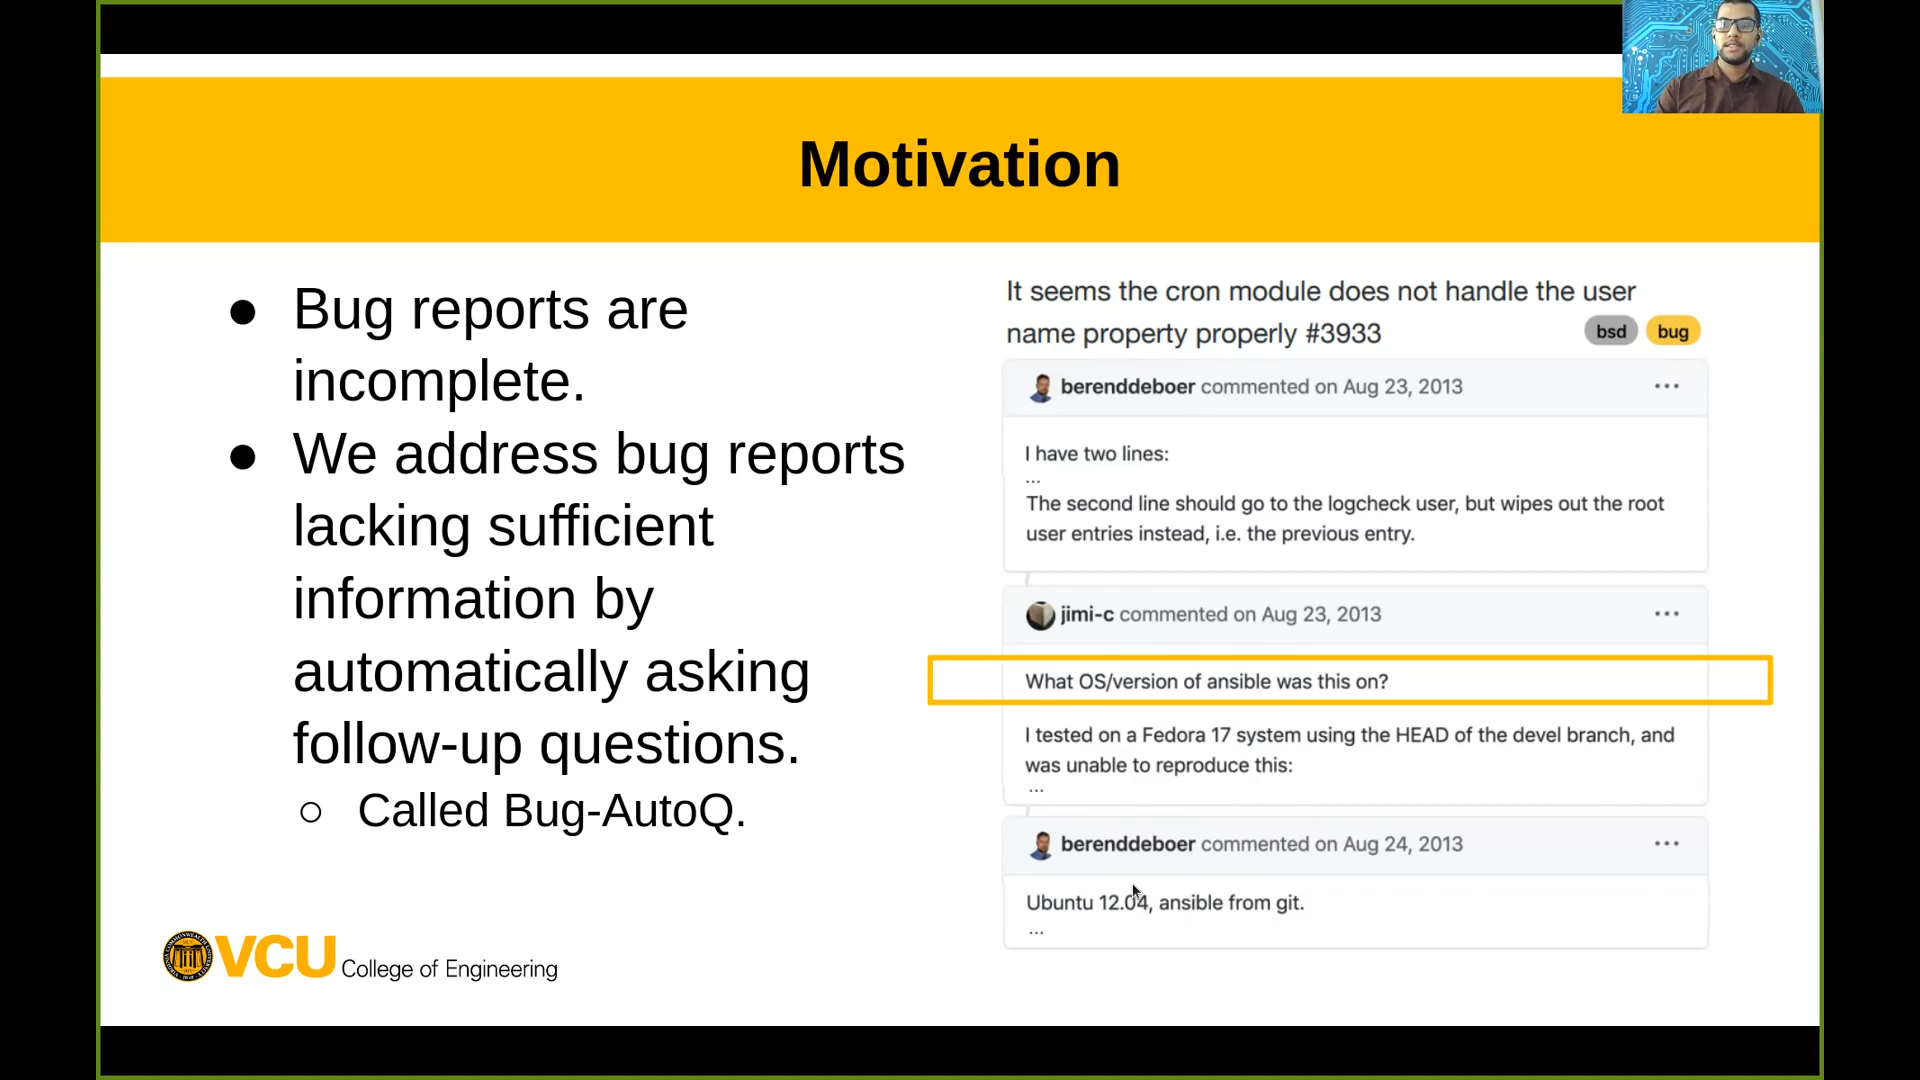 Motivation
● Bug reports are
incomplete.
● We address bug reports
lacking sufficient
information by
automatically asking
follow-up questions.
○ Called Bug-AutoQ.
It seems the cron module does not handle the user
name property properly #3933
bsd bug
berenddeboer commented on Aug 23, 2013 ...
I have two lines:
...
The second line should go to the logcheck user, but wipes out the root
user entries instead, i.e. the previous entry.
jimi-c commented on Aug 23, 2013 ...
What OS/version of ansible was this on?
I tested on a Fedora 17 system using the HEAD of the devel branch, and
was unable to reproduce this:
...
berenddeboer commented on Aug 24, 2013 ...
Ubuntu 12.04, ansible from git.
...
VCU College of Engineering